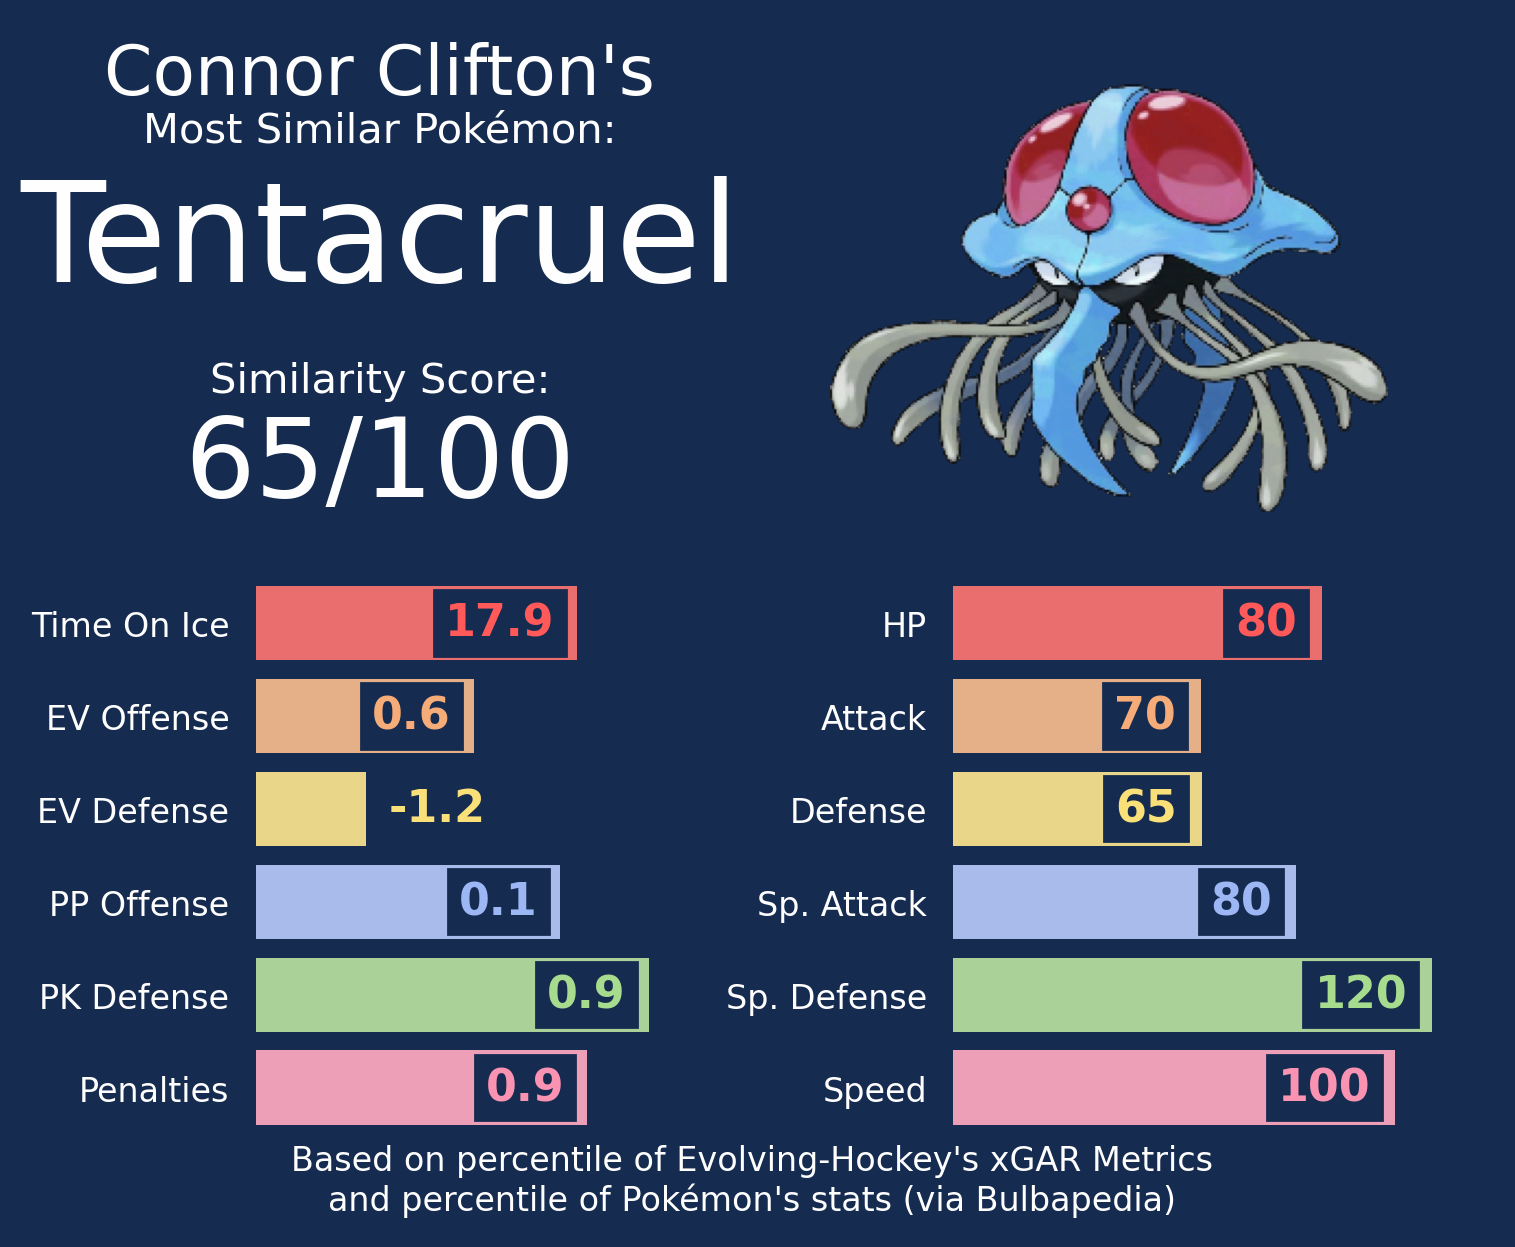 Connor Clifton's
Most Similar Pokémon:
Tentacruel
Similarity Score:
65/100
Time On Ice 17.9
EV Offense 0.6
EV Defense -1.2
PP Offense 0.1
PK Defense 0.9
Penalties 0.9
HP 80
Attack 70
Defense 65
Sp. Attack 80
Sp. Defense 120
Speed 100
Based on percentile of Evolving-Hockey's xGAR Metrics
and percentile of Pokémon's stats (via Bulbapedia)